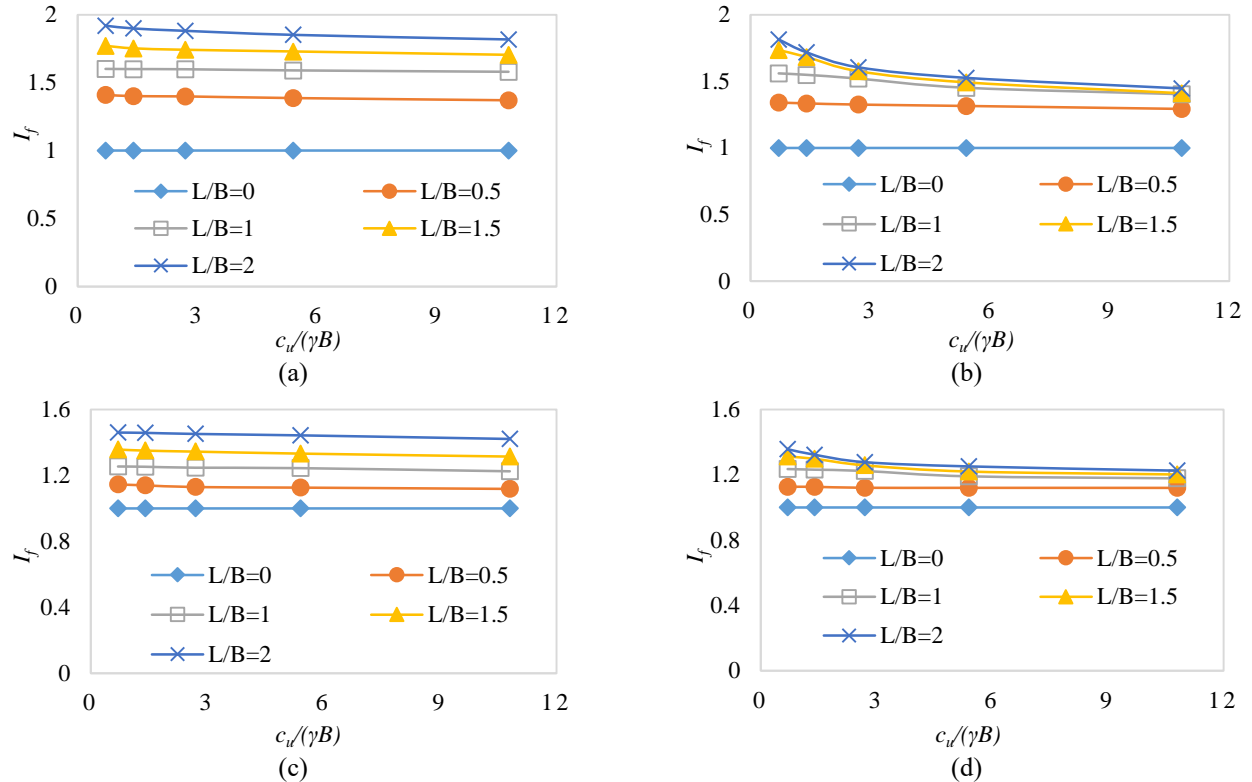 2
1.5
1
0.5
0
I_f
0 3 6 9 12
c_u/(γB)
L/B=0 L/B=0.5
L/B=1 L/B=1.5
L/B=2
(a)
2
1.5
1
0.5
0
I_f
0 3 6 9 12
c_u/(γB)
L/B=0 L/B=0.5
L/B=1 L/B=1.5
L/B=2
(b)
1.6
1.2
0.8
0.4
0
I_f
0 3 6 9 12
c_u/(γB)
L/B=0 L/B=0.5
L/B=1 L/B=1.5
L/B=2
(c)
1.6
1.2
0.8
0.4
0
I_f
0 3 6 9 12
c_u/(γB)
L/B=0 L/B=0.5
L/B=1 L/B=1.5
L/B=2
(d)